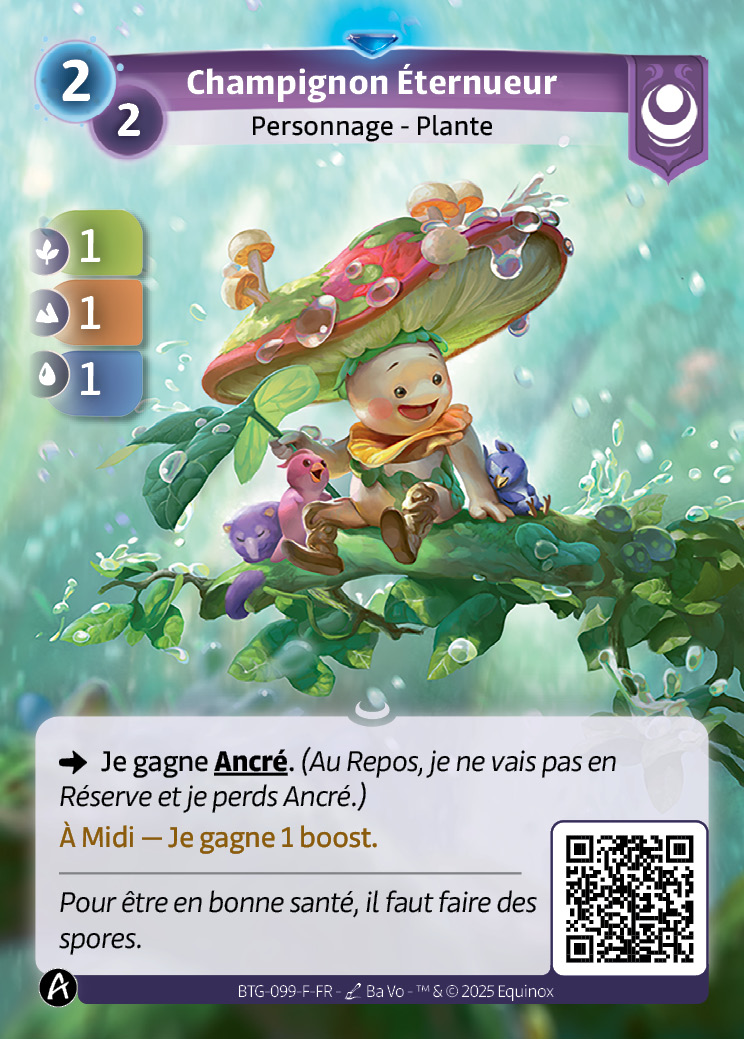 2
Champignon Éternueur
2
Personnage - Plante
1
1
1
Je gagne Ancré. (Au Repos, je ne vais pas en
Réserve et je perds Ancré.)
À Midi — Je gagne 1 boost.
Pour être en bonne santé, il faut faire des
spores.
BTG-099-F-FR - Ba Vo - ™ & © 2025 Equinox